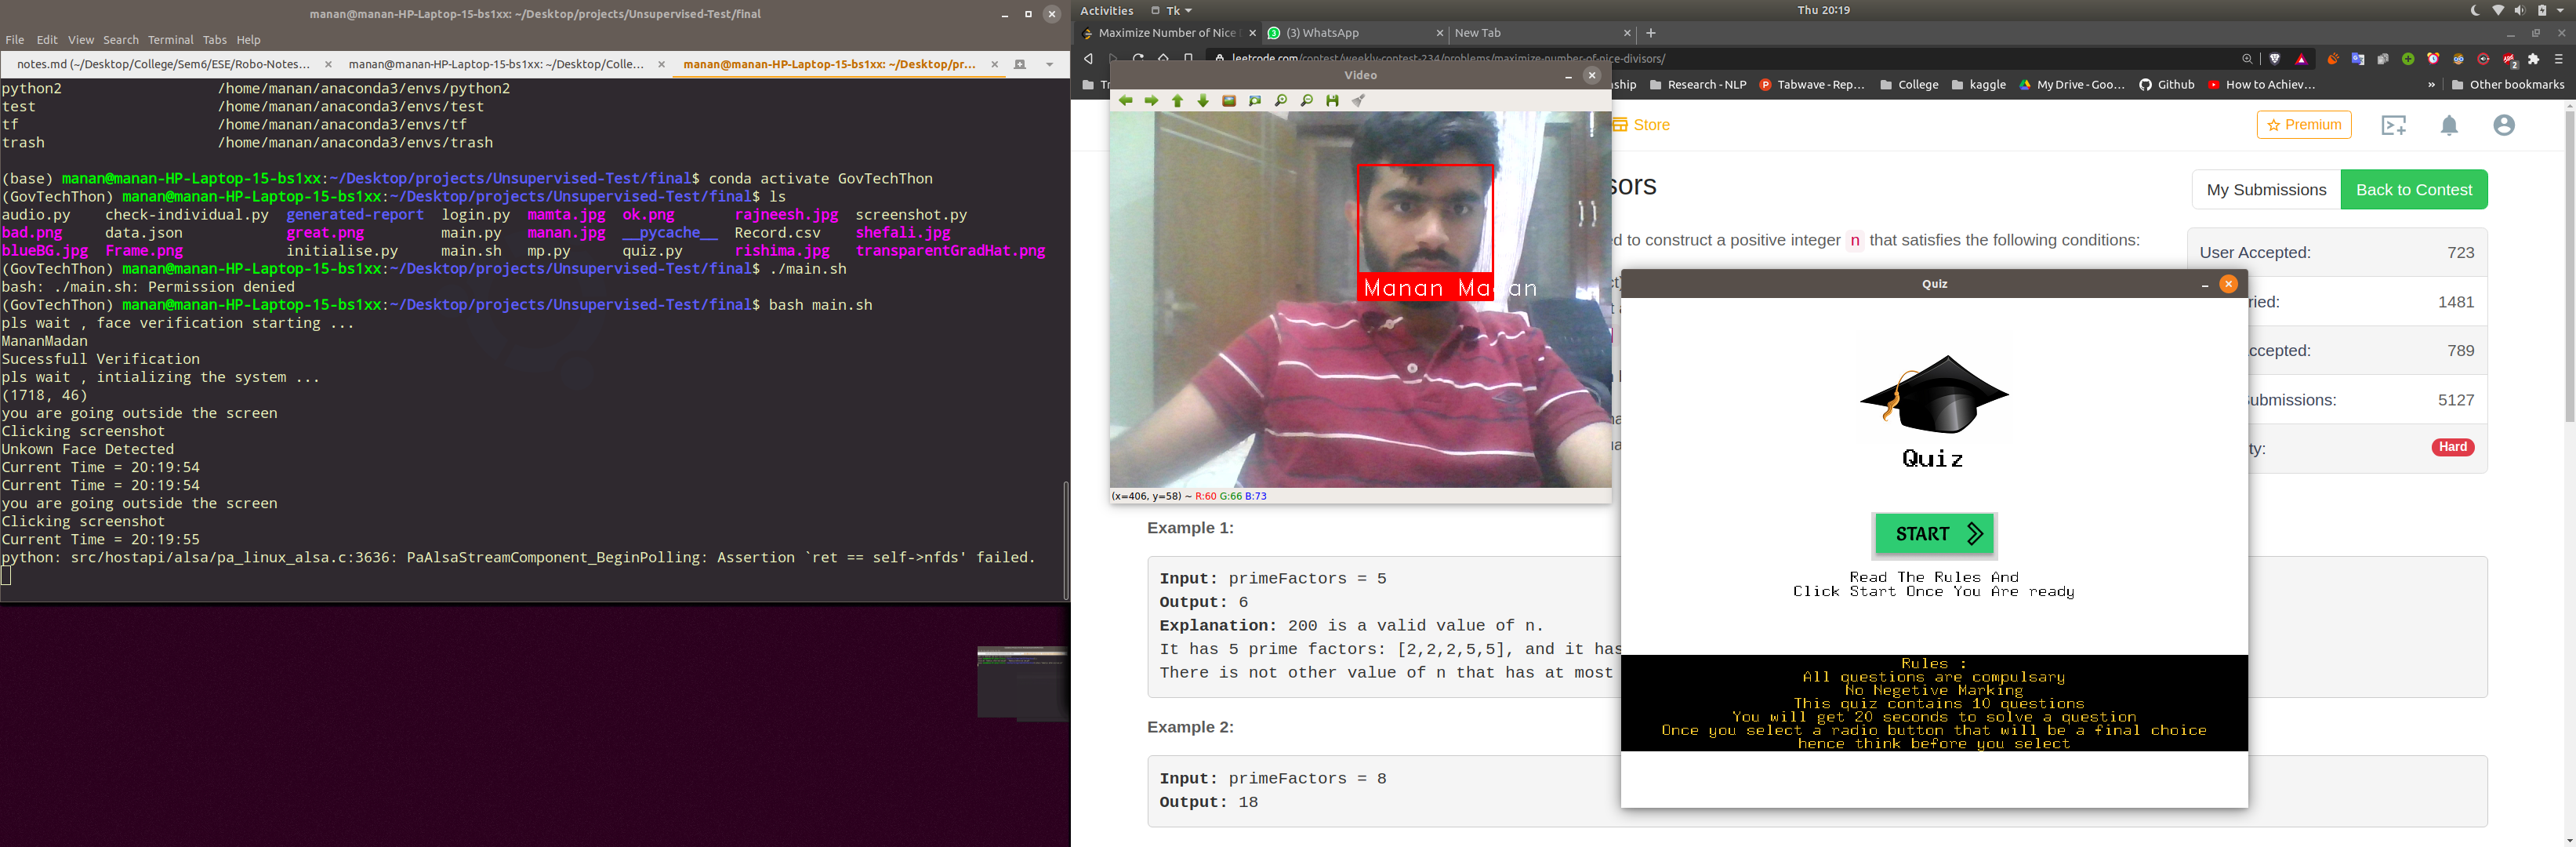 manan@manan-HP-Laptop-15-bs1xx: ~/Desktop/projects/Unsupervised-Test/final
File Edit View Search Terminal Tabs Help
notes.md (~/Desktop/College/Sem6/ESE/Robo-Notes... × manan@manan-HP-Laptop-15-bs1xx: ~/Desktop/Colle... × manan@manan-HP-Laptop-15-bs1xx: ~/Desktop/pr... ×
python2 /home/manan/anaconda3/envs/python2
test /home/manan/anaconda3/envs/test
tf /home/manan/anaconda3/envs/tf
trash /home/manan/anaconda3/envs/trash
(base) manan@manan-HP-Laptop-15-bs1xx:~/Desktop/projects/Unsupervised-Test/final$ conda activate GovTechThon
(GovTechThon) manan@manan-HP-Laptop-15-bs1xx:~/Desktop/projects/Unsupervised-Test/final$ ls
audio.py check-individual.py generated-report login.py mamta.jpg ok.png rajneesh.jpg screenshot.py
bad.png data.json great.png main.py manan.jpg __pycache__ Record.csv shefali.jpg
blueBG.jpg Frame.png initialise.py main.sh mp.py quiz.py rishima.jpg transparentGradHat.png
(GovTechThon) manan@manan-HP-Laptop-15-bs1xx:~/Desktop/projects/Unsupervised-Test/final$ ./main.sh
bash: ./main.sh: Permission denied
(GovTechThon) manan@manan-HP-Laptop-15-bs1xx:~/Desktop/projects/Unsupervised-Test/final$ bash main.sh
pls wait , face verification starting ...
MananMadan
Sucessfull Verification
pls wait , intializing the system ...
(1718, 46)
you are going outside the screen
Clicking screenshot
Unkown Face Detected
Current Time = 20:19:54
Current Time = 20:19:54
you are going outside the screen
Clicking screenshot
Current Time = 20:19:55
python: src/hostapi/alsa/pa_linux_alsa.c:3636: PaAlsaStreamComponent_BeginPolling: Assertion `ret == self->nfds' failed.
Activities Tk Thu 20:19
Maximize Number of Nice × (3) WhatsApp × New Tab × +
leetcode.com/contest/weekly-contest-234/problems/maximize-number-of-nice-divisors/
Tr nship Research - NLP Tabwave - Rep... College kaggle My Drive - Goo... Github How to Achiev... » Other bookmarks
Store Premium
sors My Submissions Back to Contest
ed to construct a positive integer n that satisfies the following conditions:
User Accepted: 723
ried: 1481
ccepted: 789
ubmissions: 5127
ty: Hard
Video
Manan Madan
(x=406, y=58) ~ R:60 G:66 B:73
Example 1:
Input: primeFactors = 5
Output: 6
Explanation: 200 is a valid value of n.
It has 5 prime factors: [2,2,2,5,5], and it has
There is not other value of n that has at most
Example 2:
Input: primeFactors = 8
Output: 18
Quiz
Quiz
START
Read The Rules And
Click Start Once You Are ready
Rules :
All questions are compulsary
No Negetive Marking
This quiz contains 10 questions
You will get 20 seconds to solve a question
Once you select a radio button that will be a final choice
hence think before you select